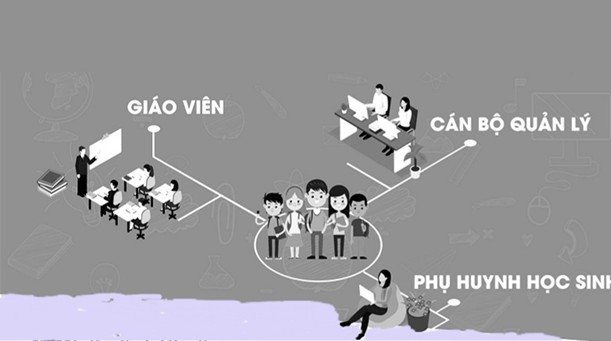 GIÁO VIÊN
CÁN BỘ QUẢN LÝ
PHỤ HUYNH HỌC SINH